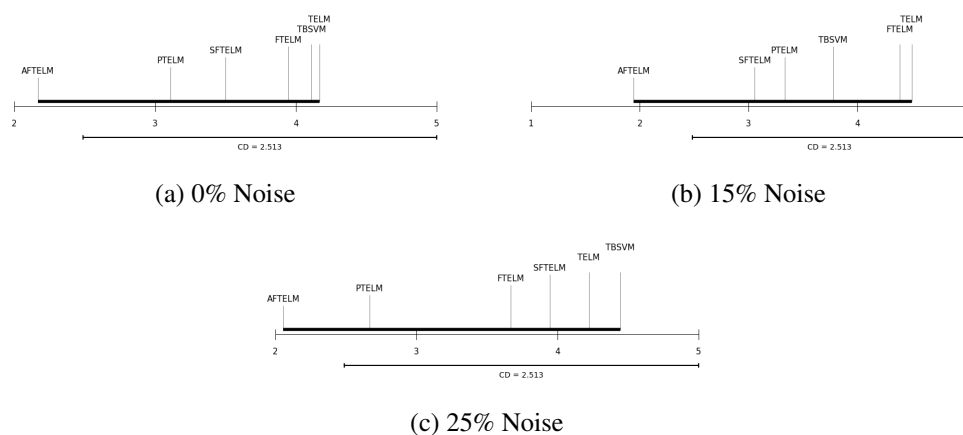 TELM
TBSVM
FTELM
SFTELM
PTELM
AFTELM
2 3 4 5
CD = 2.513
(a) 0% Noise
TELM
FTELM
TBSVM
PTELM
SFTELM
AFTELM
1 2 3 4
CD = 2.513
(b) 15% Noise
TBSVM
TELM
SFTELM
FTELM
PTELM
AFTELM
2 3 4 5
CD = 2.513
(c) 25% Noise